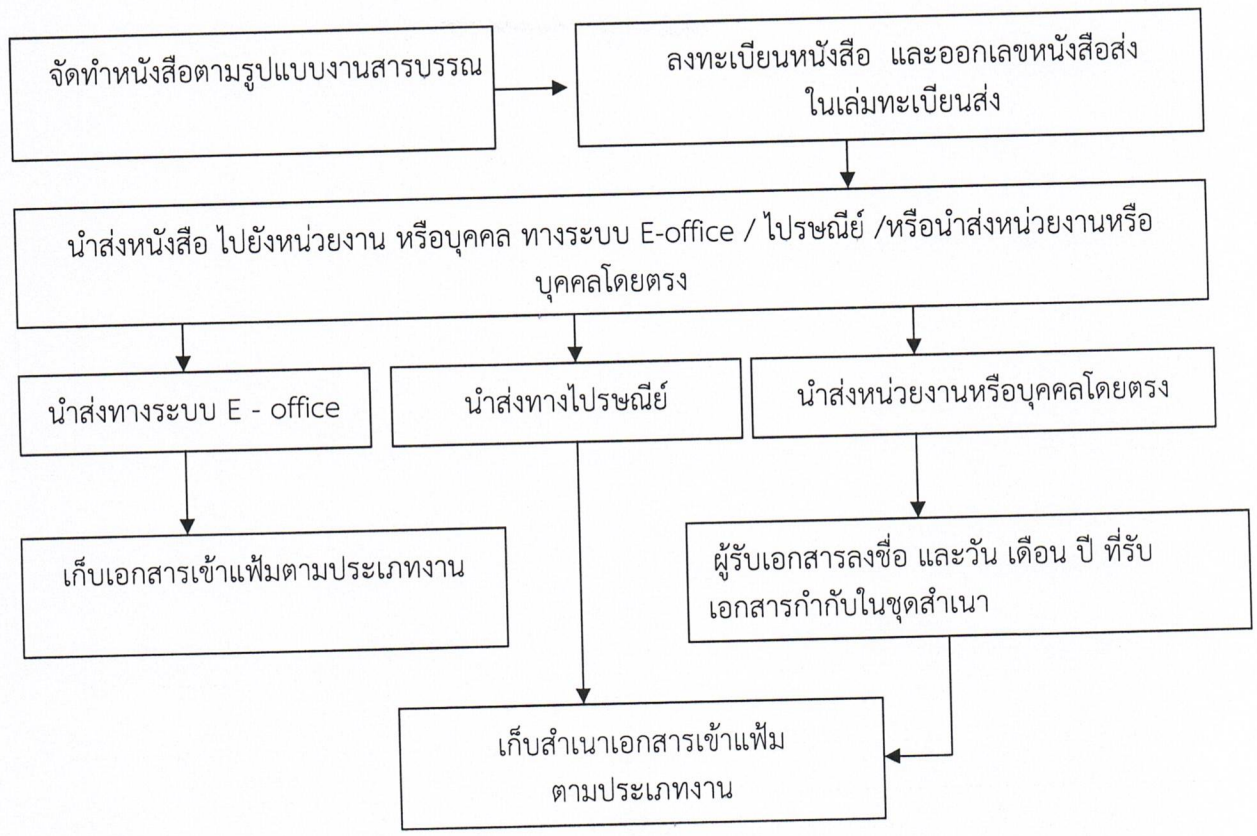 จัดทำหนังสือตามรูปแบบงานสารบรรณ
ลงทะเบียนหนังสือ และออกเลขหนังสือส่ง
ในเล่มทะเบียนส่ง
นำส่งหนังสือ ไปยังหน่วยงาน หรือบุคคล ทางระบบ E-office / ไปรษณีย์ /หรือนำส่งหน่วยงานหรือ
บุคคลโดยตรง
นำส่งทางระบบ E - office
นำส่งทางไปรษณีย์
นำส่งหน่วยงานหรือบุคคลโดยตรง
เก็บเอกสารเข้าแฟ้มตามประเภทงาน
ผู้รับเอกสารลงชื่อ และวัน เดือน ปี ที่รับ
เอกสารกำกับในชุดสำเนา
เก็บสำเนาเอกสารเข้าแฟ้ม
ตามประเภทงาน